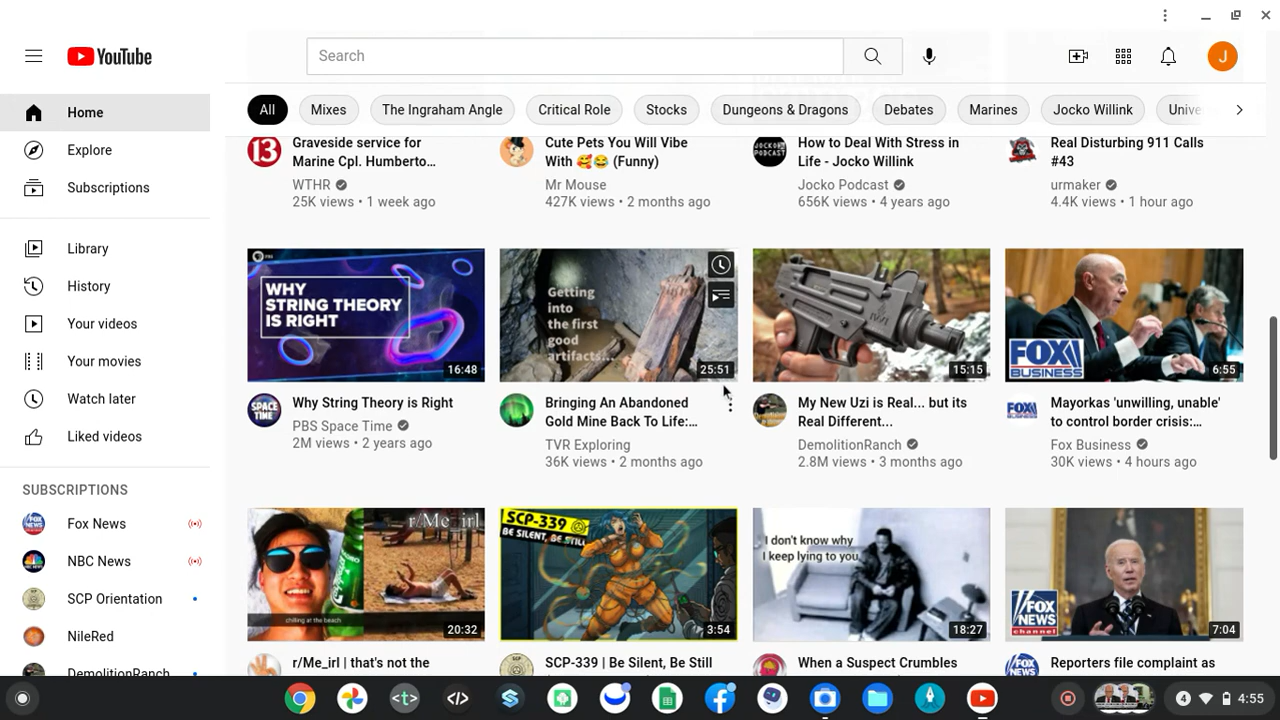 YouTube
Search
J
Home
Explore
Subscriptions
Library
History
Your videos
Your movies
Watch later
Liked videos
SUBSCRIPTIONS
Fox News
NBC News
SCP Orientation
NileRed
DemolitionRanch
All
Mixes
The Ingraham Angle
Critical Role
Stocks
Dungeons & Dragons
Debates
Marines
Jocko Willink
Unive
13
Graveside service for
Marine Cpl. Humberto...
WTHR
25K views • 1 week ago
Cute Pets You Will Vibe
With 🥰😂 (Funny)
Mr Mouse
427K views • 2 months ago
JOCKO
PODCAST
How to Deal With Stress in
Life - Jocko Willink
Jocko Podcast
656K views • 4 years ago
Real Disturbing 911 Calls
#43
urmaker
4.4K views • 1 hour ago
PBS
WHY
STRING THEORY
IS RIGHT
16:48
SPACE
TIME
Why String Theory is Right
PBS Space Time
2M views • 2 years ago
Getting
into
the first
good
artifacts...
25:51
Bringing An Abandoned
Gold Mine Back To Life:...
TVR Exploring
36K views • 2 months ago
15:15
My New Uzi is Real... but its
Real Different...
DemolitionRanch
2.8M views • 3 months ago
FOX
BUSINESS
6:55
Mayorkas 'unwilling, unable'
to control border crisis:...
Fox Business
30K views • 4 hours ago
r/Me_irl
chilling at the beach
20:32
r/Me_irl | that's not the
SCP-339
BE SILENT, BE STILL
3:54
SCP-339 | Be Silent, Be Still
I don't know why
I keep lying to you
18:27
When a Suspect Crumbles
FOX
NEWS
channel
7:04
Reporters file complaint as
4
4:55